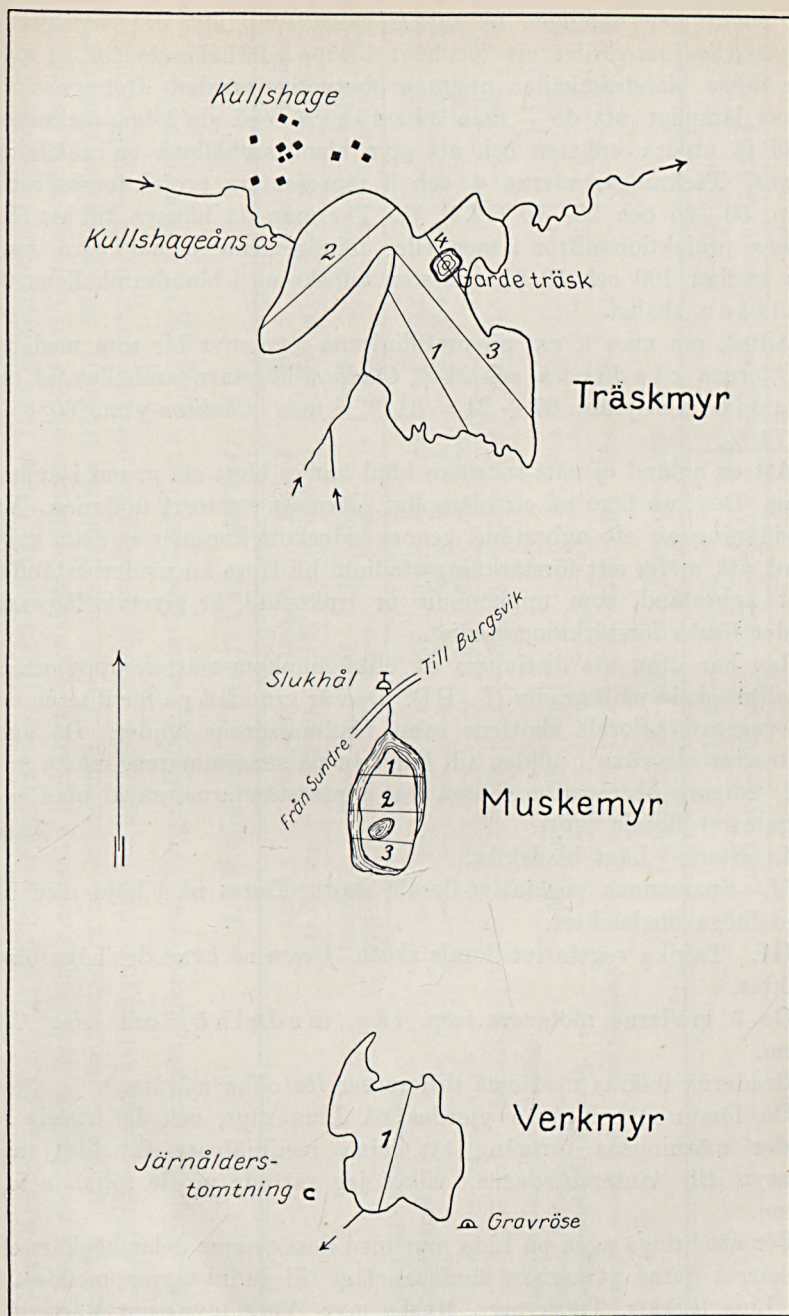 Kullshage
Kullshageåns os
2
4
Garde träsk
1
3
Träskmyr
Slukhål
Till Burgsvik
Från Sundre
1
2
3
Muskemyr
Verkmyr
1
Järnålders-
tomtning
Gravröse